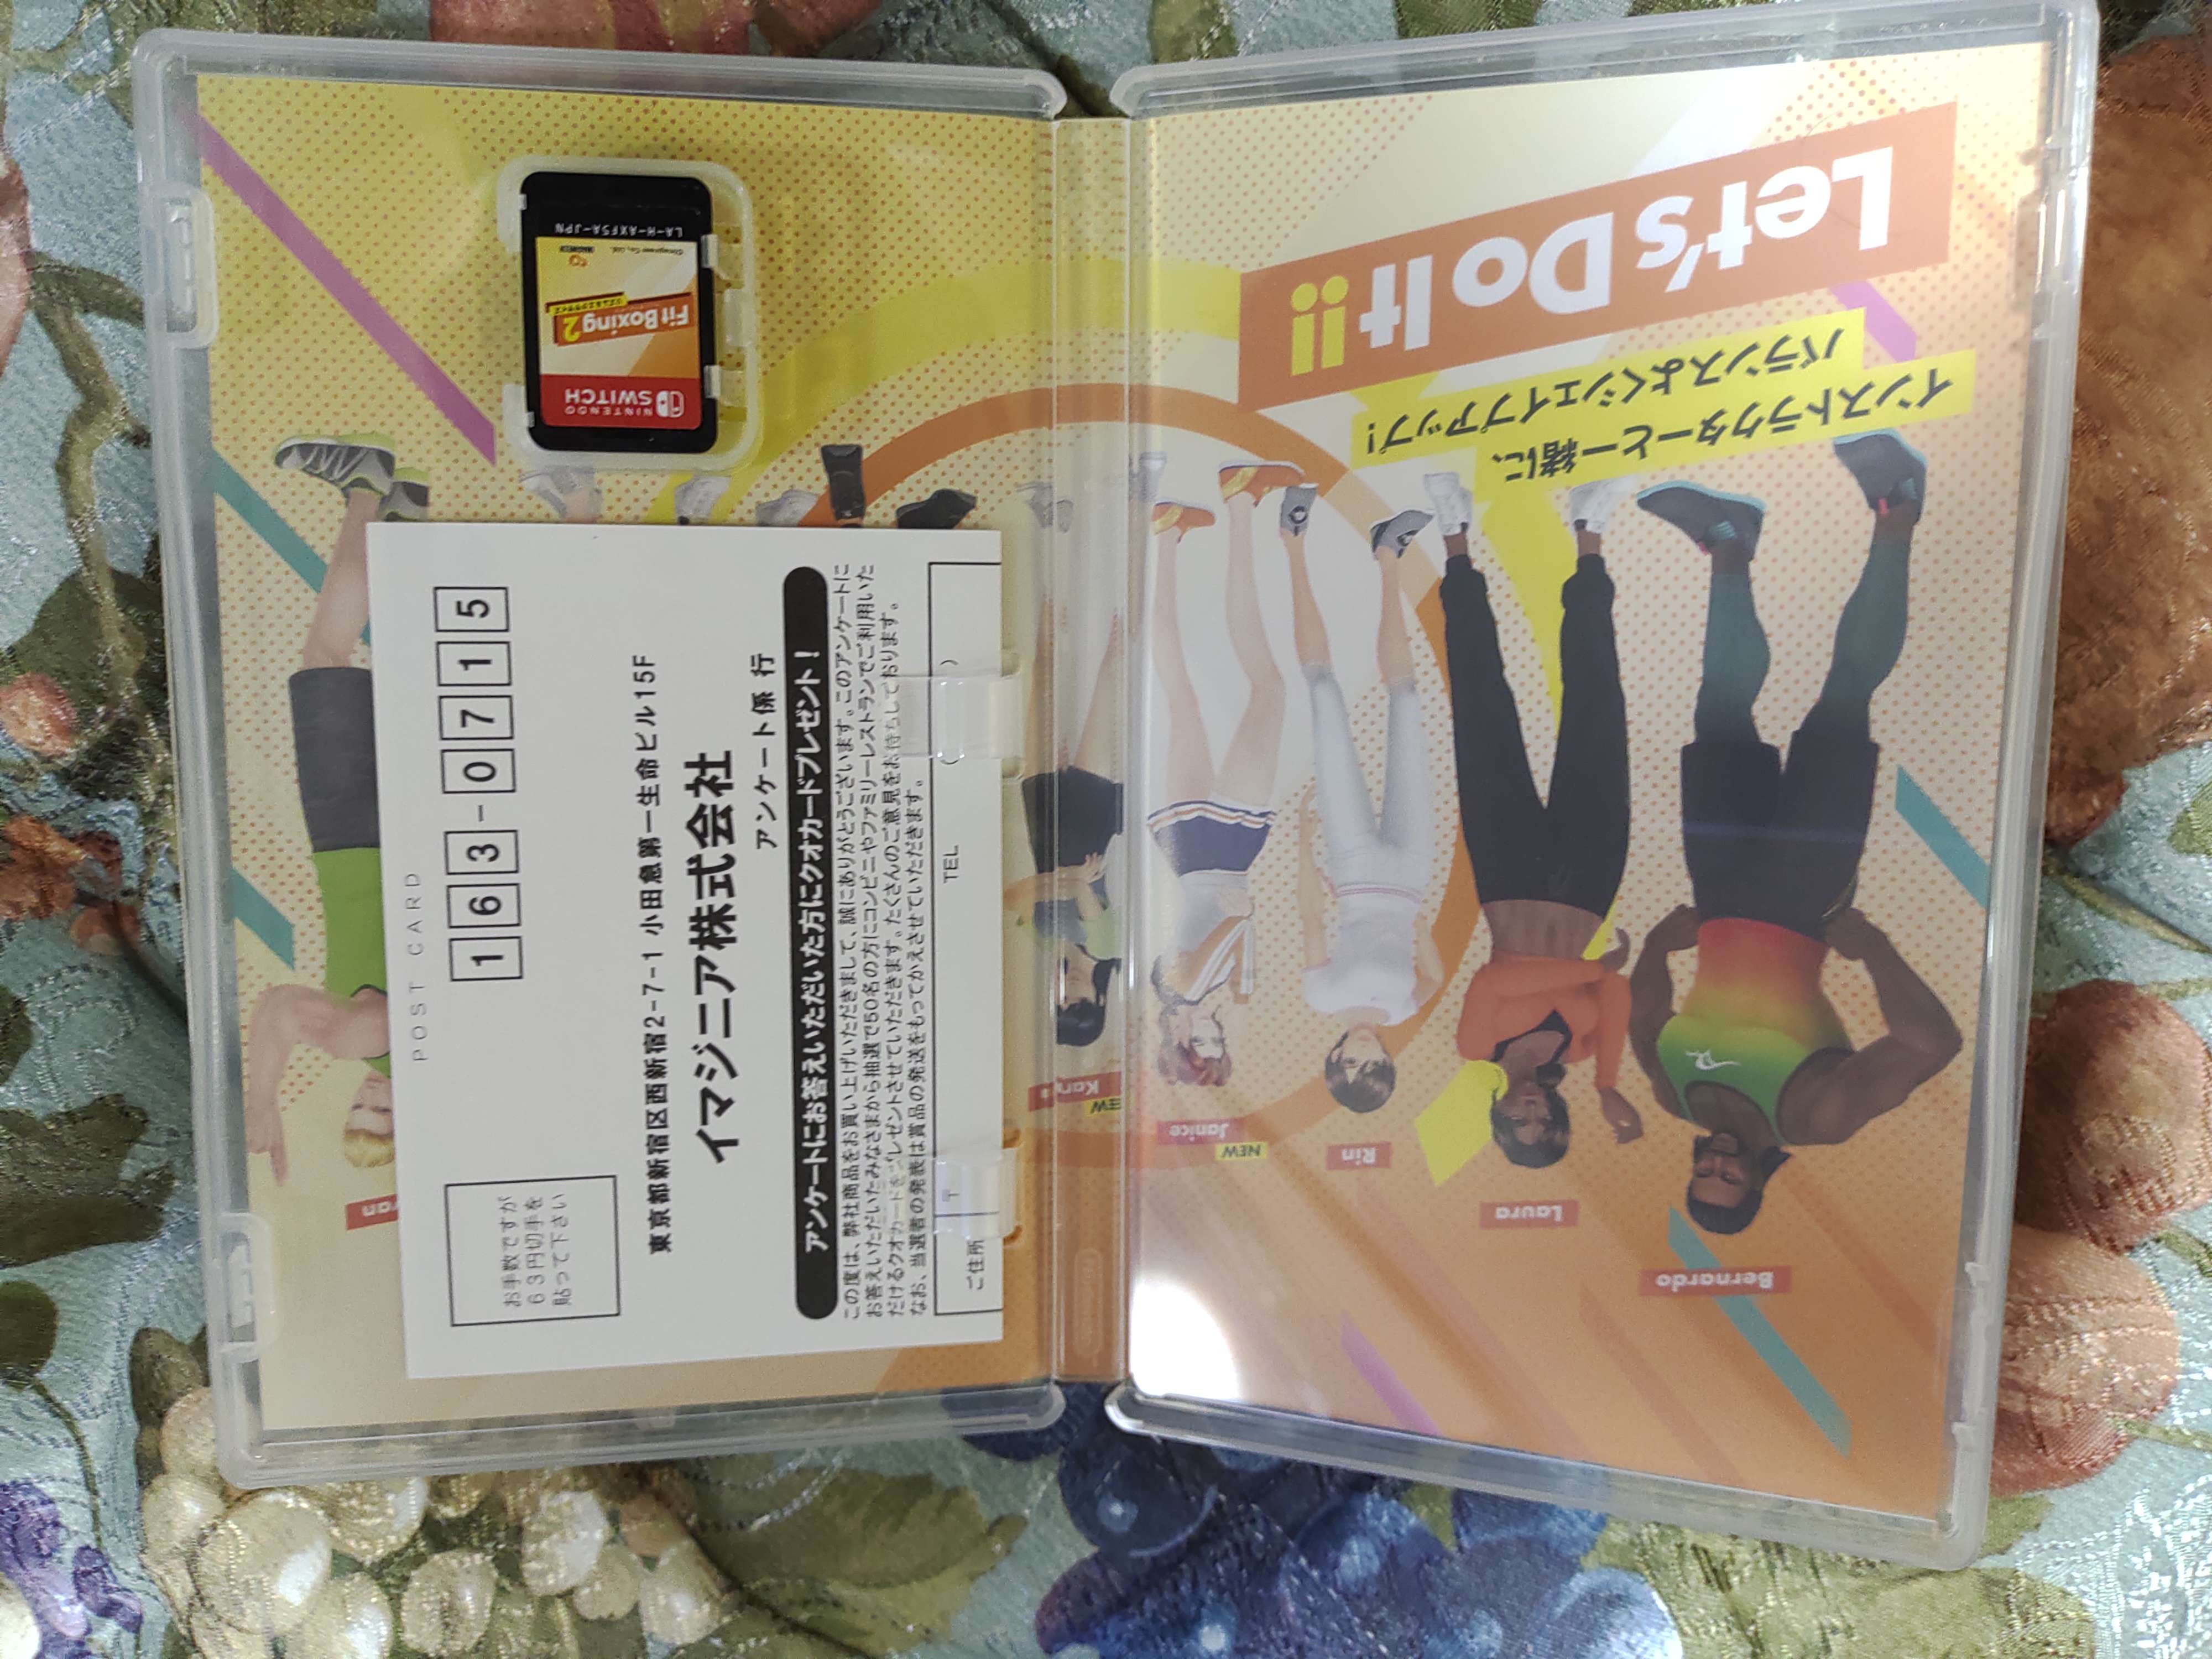 Let's Do It!!
インストラクターと一緒に、
バランスよくシェイプアップ!
Bernardo
Laura
Rin
NEW
Janice
NINTENDO
SWITCH
Fit Boxing 2
リズム&エクササイズ
LA-H-AXF5A-JPN
POST CARD
163-0715
お手数ですが
63円切手を
貼って下さい
東京都新宿区西新宿2-7-1 小田急第一生命ビル15F
イマジニア株式会社
アンケート係 行
アンケートにお答えいただいた方にクオカードプレゼント!
この度は、弊社商品をお買い上げいただきまして、誠にありがとうございます。このアンケートに
お答えいただいたみなさまから抽選で50名の方にコンビニやファミリーレストランでご利用いた
だけるクオカードをプレゼントさせていただきます。たくさんのご意見をお待ちしております。
なお、当選者の発表は賞品の発送をもってかえさせていただきます。
ご住所
〒
TEL ( )